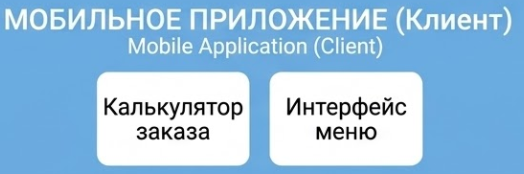 МОБИЛЬНОЕ ПРИЛОЖЕНИЕ (Клиент)
Mobile Application (Client)
Калькулятор
заказа
Интерфейс
меню